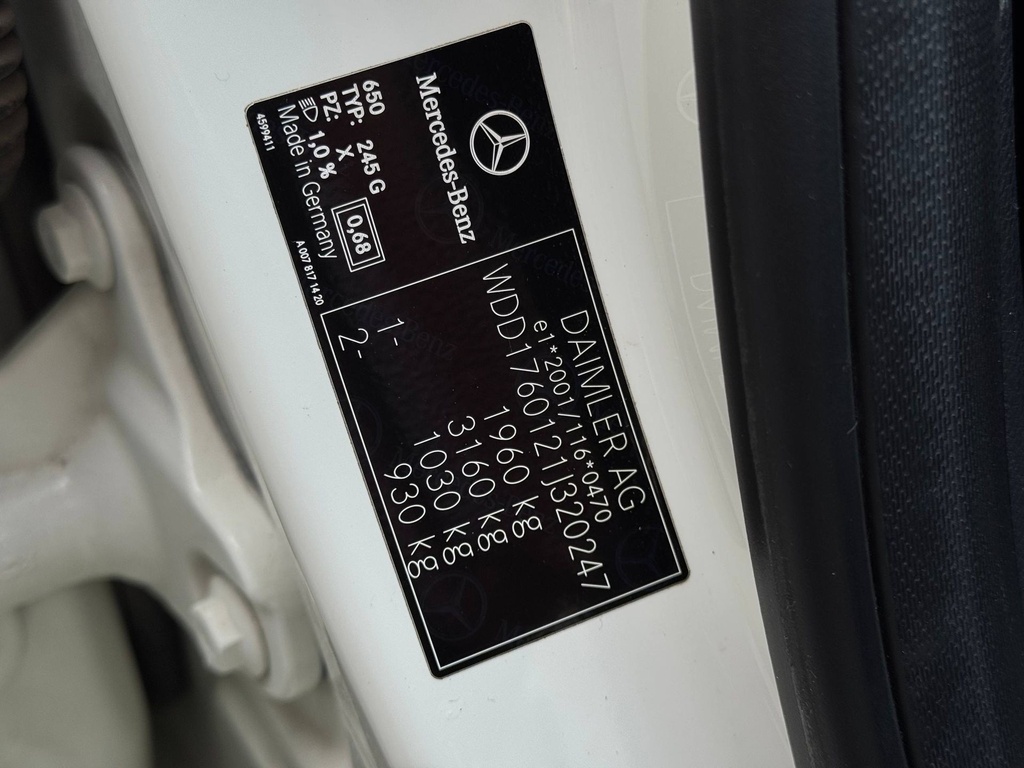 Mercedes-Benz
650
TYP: 245 G
PZ: X
1,0 %
0,68
Made in Germany
4599411
A 007 817 14 20
DAIMLER AG
e1*2001/116*0470
WDD1760121J320247
1960 kg
3160 kg
1- 1030 kg
2- 930 kg